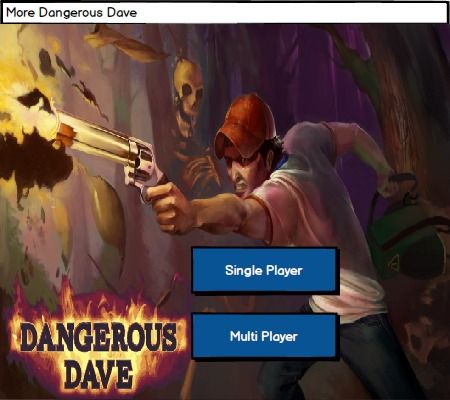 More Dangerous Dave
Single Player
Multi Player
DANGEROUS
DAVE